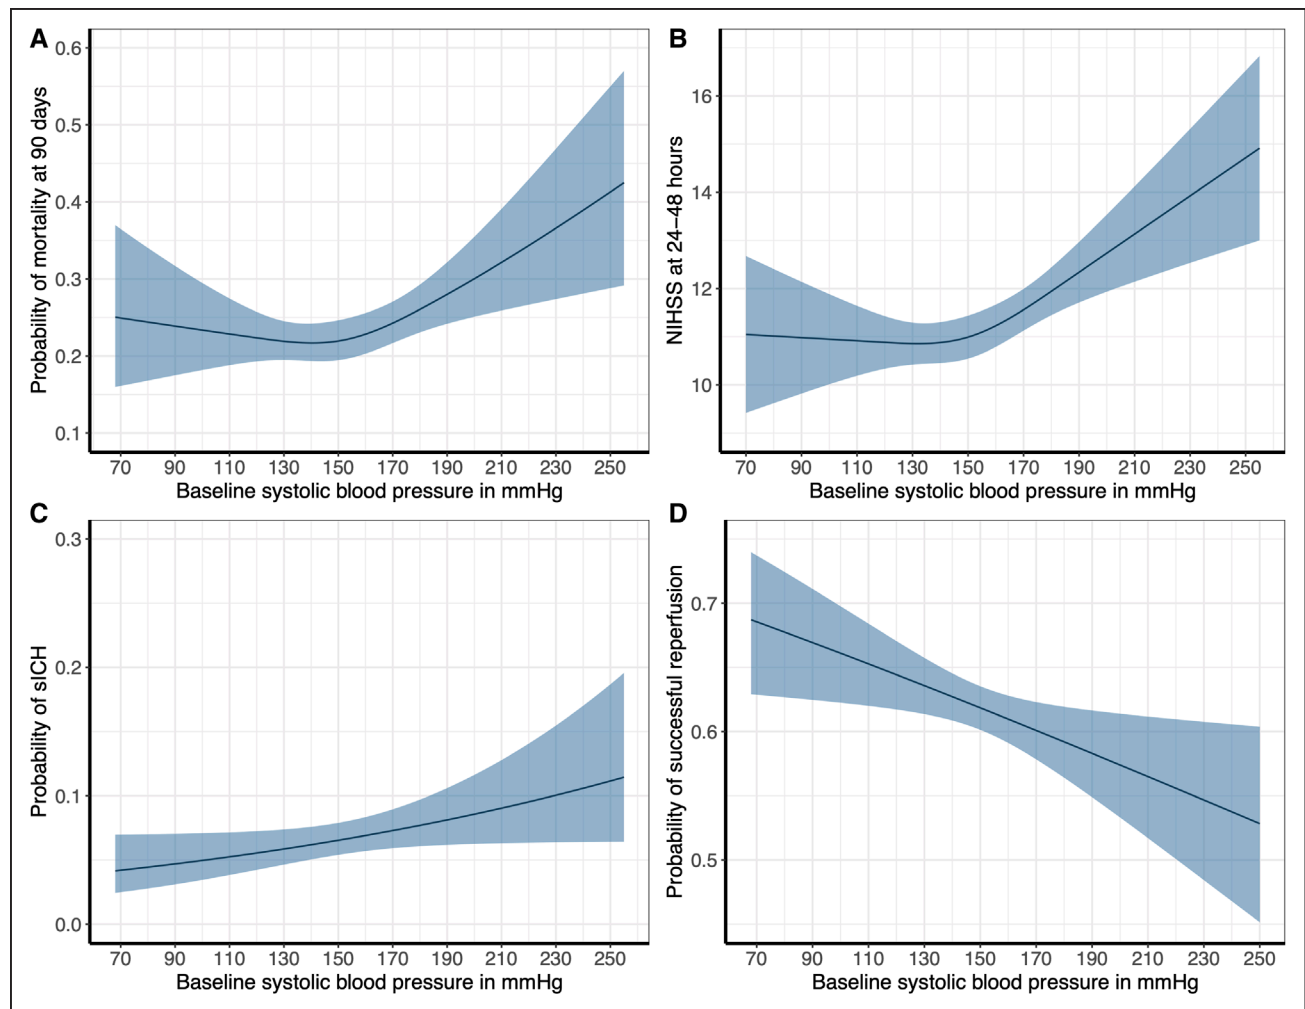 A
Probability of mortality at 90 days
0.6
0.5
0.4
0.3
0.2
0.1
70 90 110 130 150 170 190 210 230 250
Baseline systolic blood pressure in mmHg
B
NIHSS at 24–48 hours
16
14
12
10
70 90 110 130 150 170 190 210 230 250
Baseline systolic blood pressure in mmHg
C
Probability of sICH
0.3
0.2
0.1
0.0
70 90 110 130 150 170 190 210 230 250
Baseline systolic blood pressure in mmHg
D
Probability of successful reperfusion
0.7
0.6
0.5
70 90 110 130 150 170 190 210 230 250
Baseline systolic blood pressure in mmHg